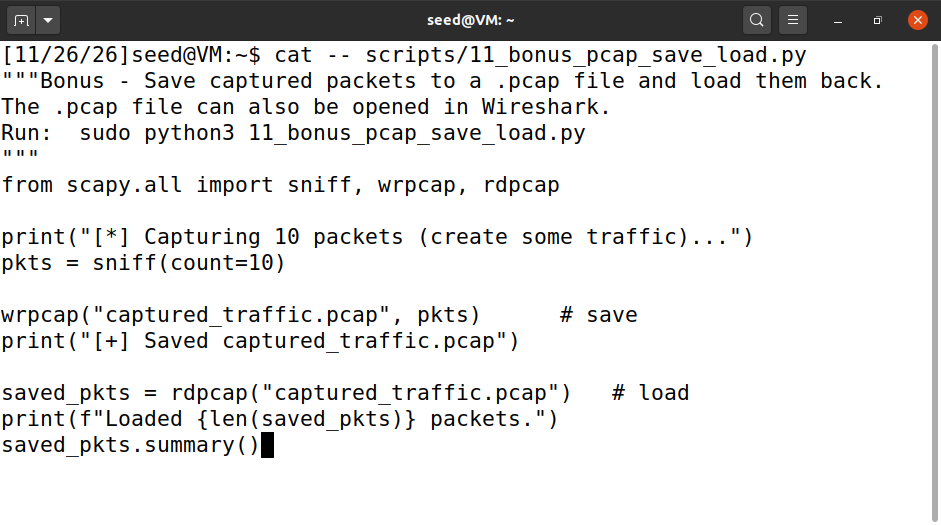 seed@VM: ~
[11/26/26]seed@VM:~$ cat -- scripts/11_bonus_pcap_save_load.py
"""Bonus - Save captured packets to a .pcap file and load them back.
The .pcap file can also be opened in Wireshark.
Run:  sudo python3 11_bonus_pcap_save_load.py
"""
from scapy.all import sniff, wrpcap, rdpcap

print("[*] Capturing 10 packets (create some traffic)...")
pkts = sniff(count=10)

wrpcap("captured_traffic.pcap", pkts)      # save
print("[+] Saved captured_traffic.pcap")

saved_pkts = rdpcap("captured_traffic.pcap")   # load
print(f"Loaded {len(saved_pkts)} packets.")
saved_pkts.summary()